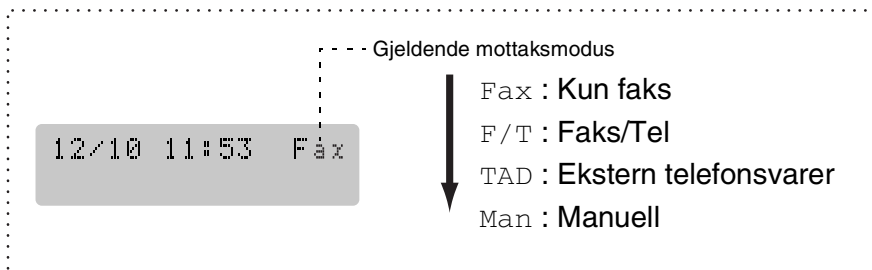 Gjeldende mottaksmodus
12/10 11:53 Fax
Fax : Kun faks
F/T : Faks/Tel
TAD : Ekstern telefonsvarer
Man : Manuell